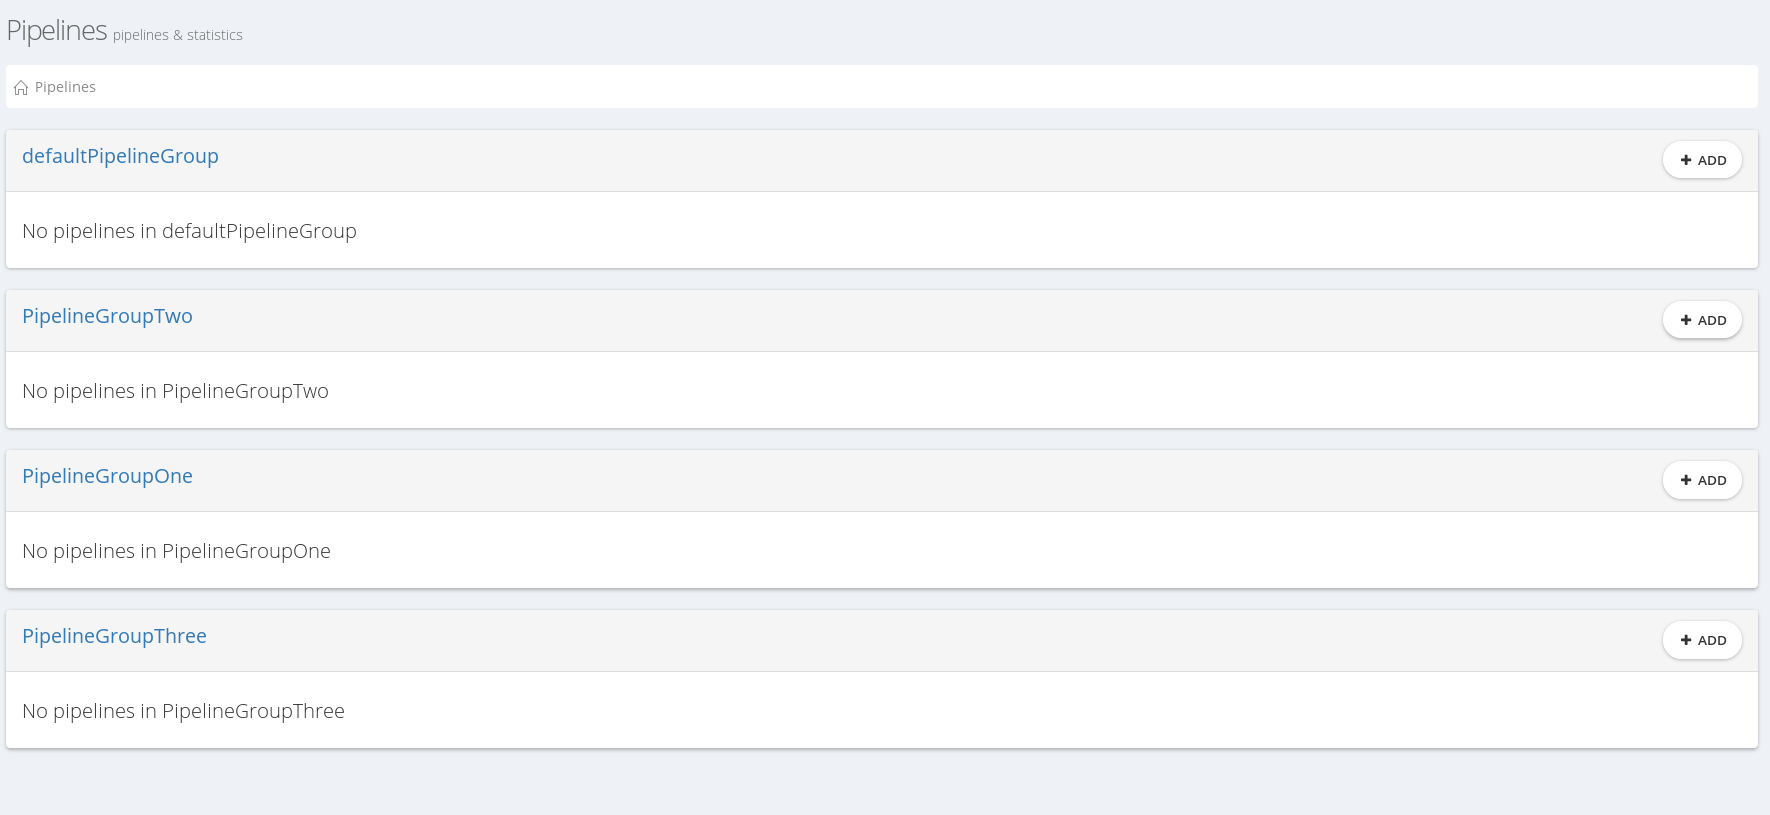 Pipelines pipelines & statistics
Pipelines
defaultPipelineGroup
ADD
No pipelines in defaultPipelineGroup
PipelineGroupTwo
ADD
No pipelines in PipelineGroupTwo
PipelineGroupOne
ADD
No pipelines in PipelineGroupOne
PipelineGroupThree
ADD
No pipelines in PipelineGroupThree